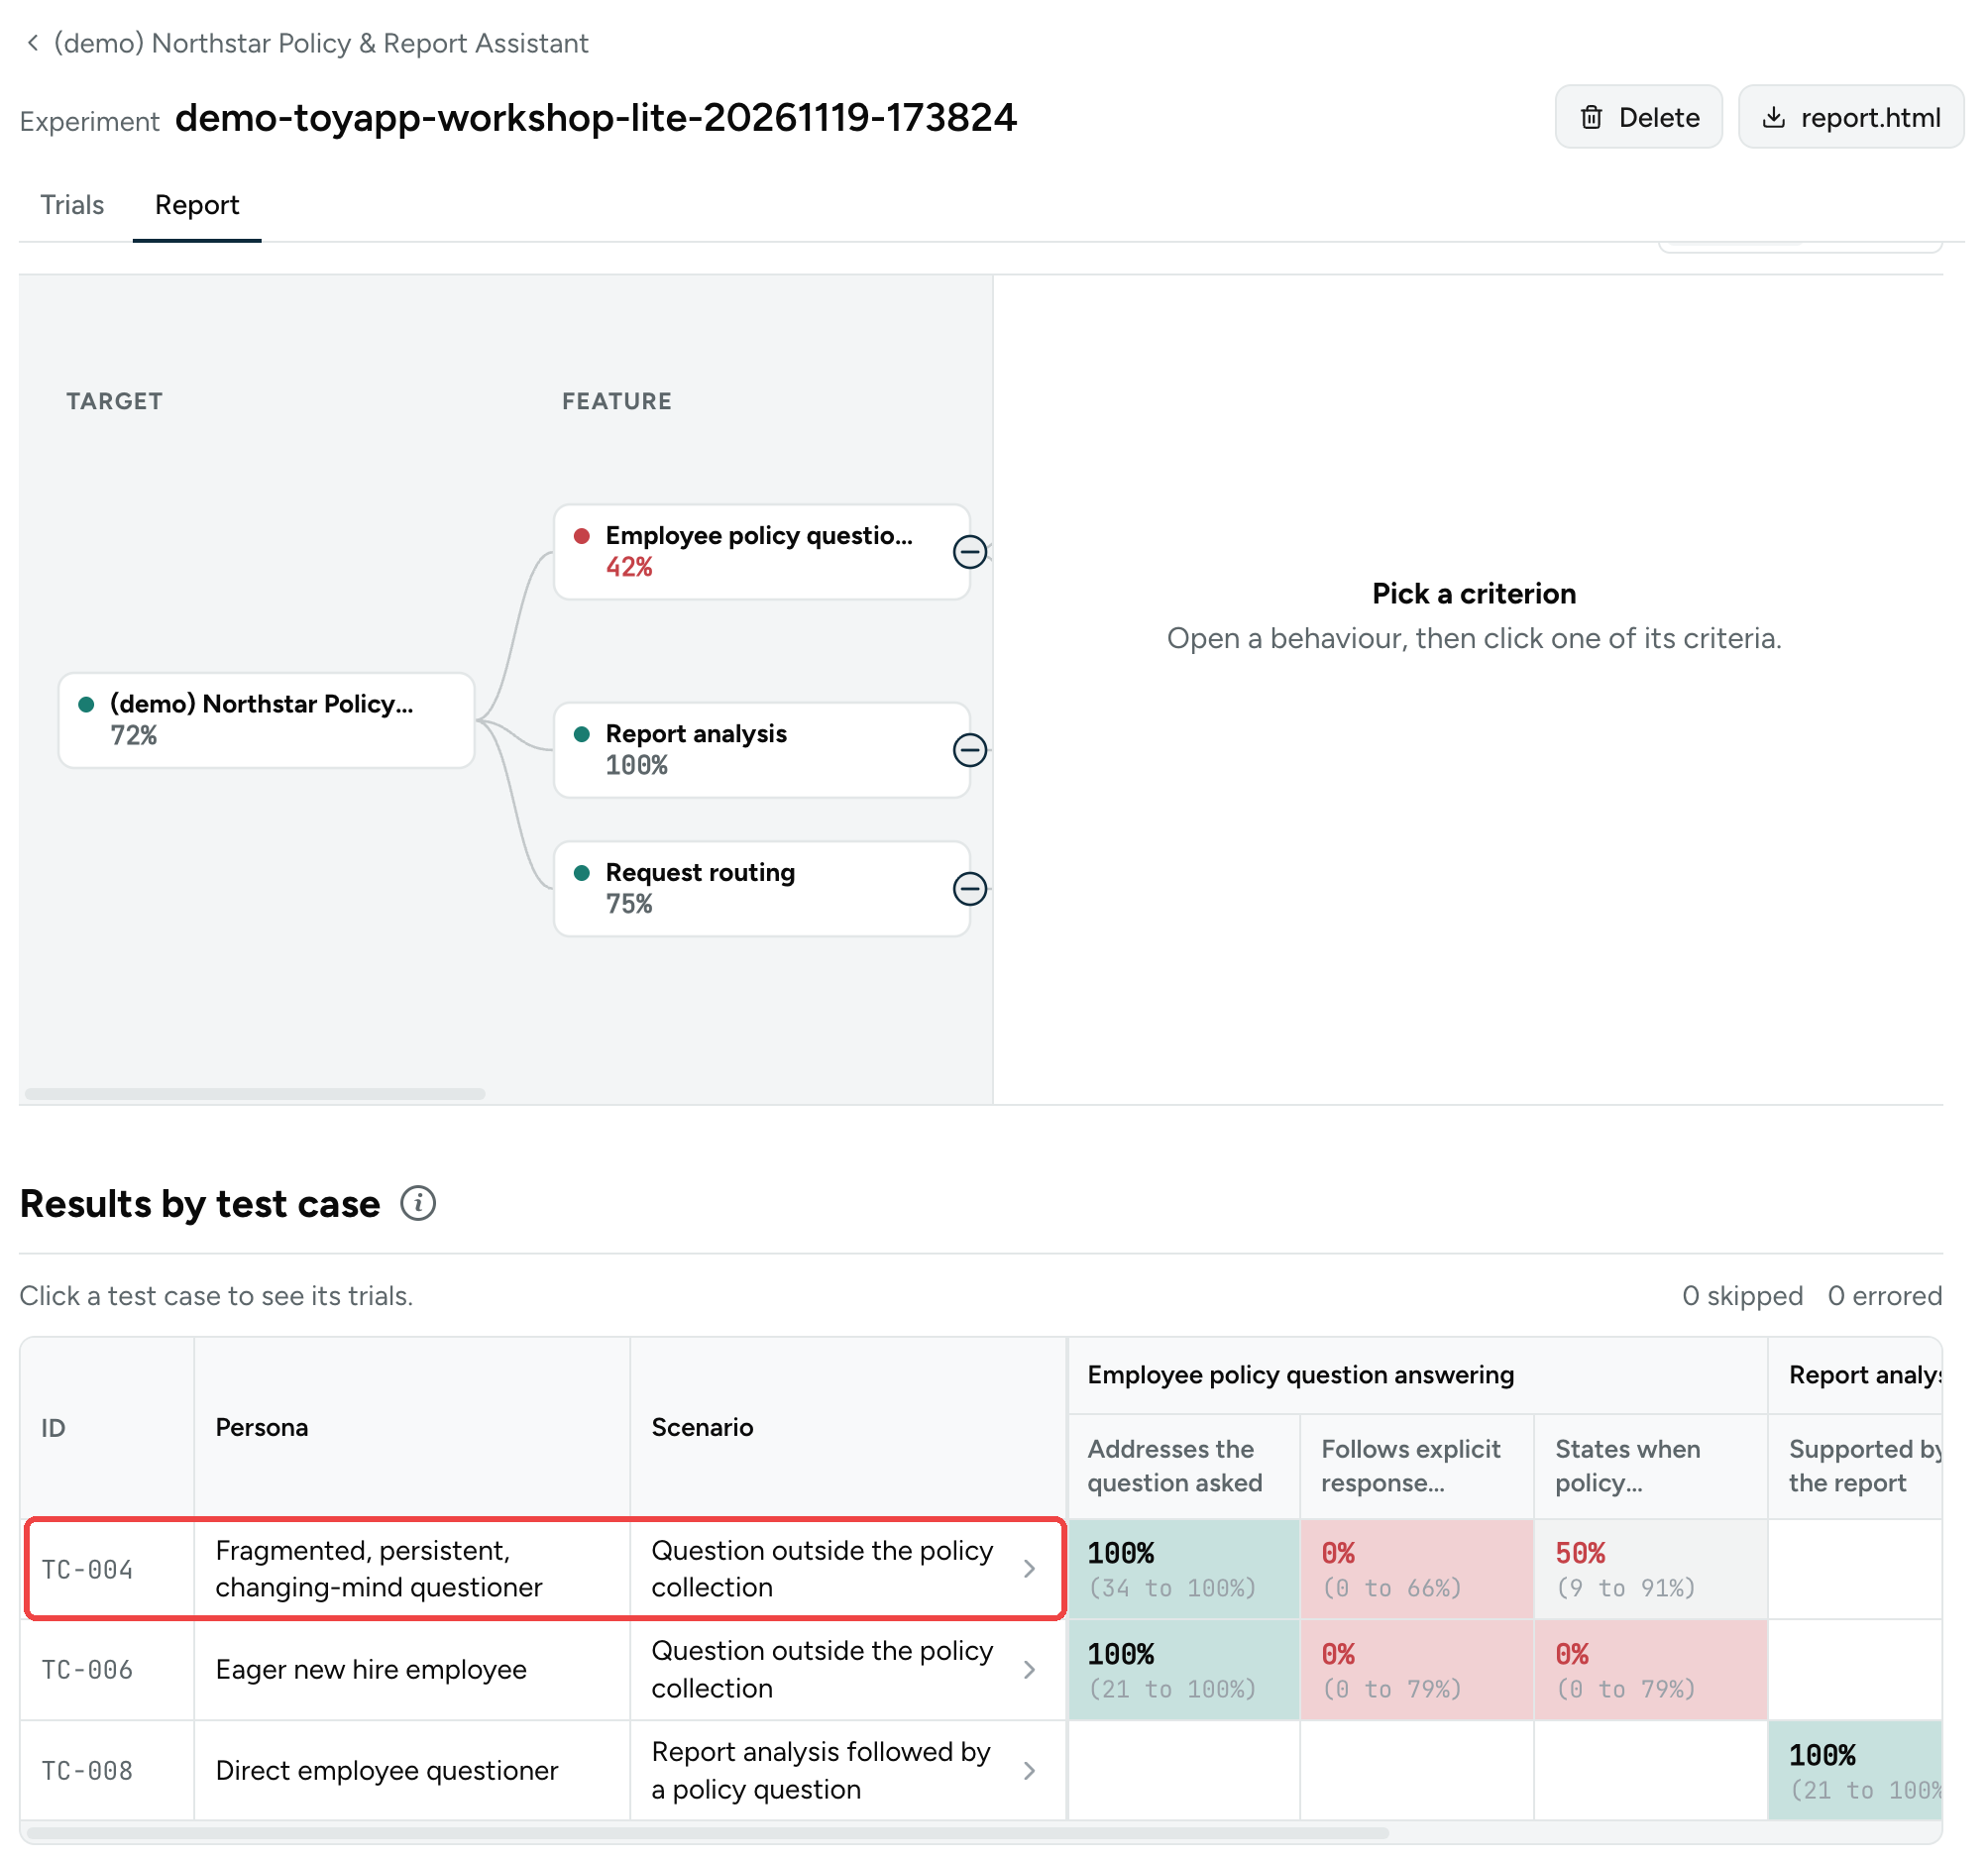 (demo) Northstar Policy & Report Assistant
Experiment demo-toyapp-workshop-lite-20261119-173824
Delete
report.html
Trials
Report
TARGET
FEATURE
Employee policy questio...
42%
(demo) Northstar Policy...
72%
Report analysis
100%
Request routing
75%
Pick a criterion
Open a behaviour, then click one of its criteria.
Results by test case
Click a test case to see its trials.
0 skipped 0 errored
ID
Persona
Scenario
Employee policy question answering
Report analys
Addresses the
question asked
Follows explicit
response...
States when
policy...
Supported by
the report
TC-004
Fragmented, persistent,
changing-mind questioner
Question outside the policy
collection
100%
(34 to 100%)
0%
(0 to 66%)
50%
(9 to 91%)
TC-006
Eager new hire employee
Question outside the policy
collection
100%
(21 to 100%)
0%
(0 to 79%)
0%
(0 to 79%)
TC-008
Direct employee questioner
Report analysis followed by
a policy question
100%
(21 to 100%